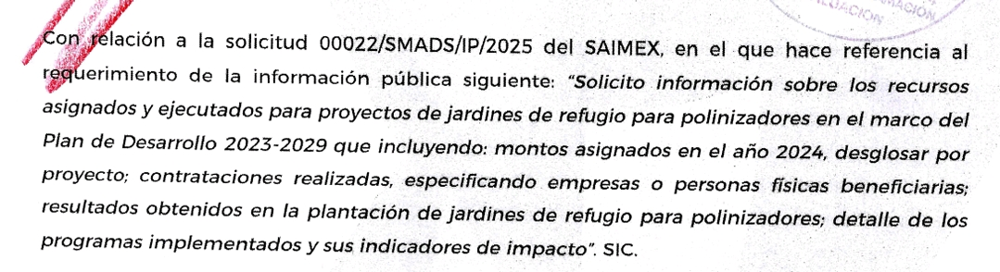 ACIÓN
Con relación a la solicitud 00022/SMADS/IP/2025 del SAIMEX, en el que hace referencia al
requerimiento de la información pública siguiente: “Solicito información sobre los recursos
asignados y ejecutados para proyectos de jardines de refugio para polinizadores en el marco del
Plan de Desarrollo 2023-2029 que incluyendo: montos asignados en el año 2024, desglosar por
proyecto; contrataciones realizadas, especificando empresas o personas físicas beneficiarias;
resultados obtenidos en la plantación de jardines de refugio para polinizadores; detalle de los
programas implementados y sus indicadores de impacto”. SIC.